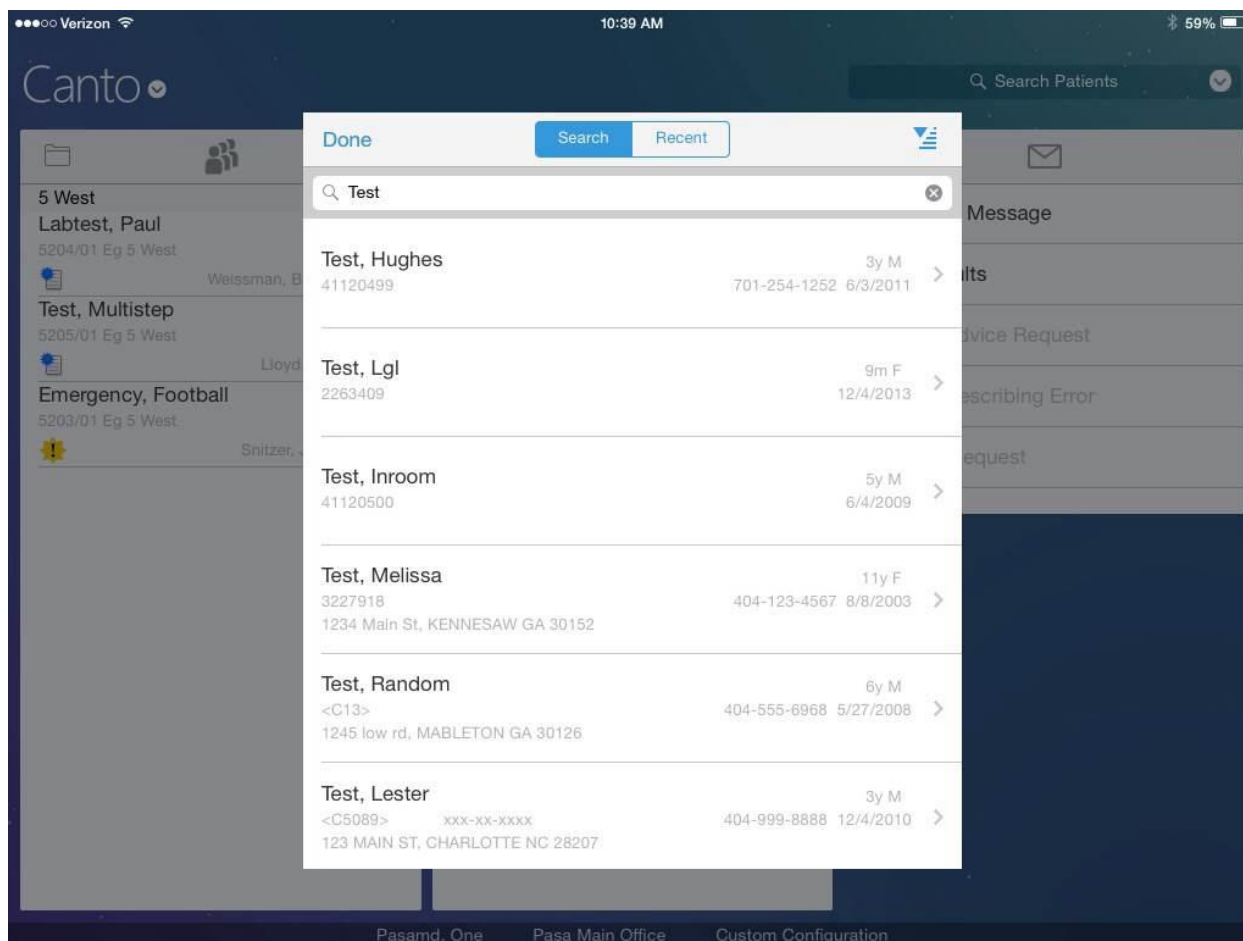 Verizon 10:39 AM 59%
Canto
Search Patients
Done Search Recent
Test
5 West
Labtest, Paul
5204/01 Eg 5 West
Weissman, B
Test, Multistep
5205/01 Eg 5 West
Lloyd
Emergency, Football
5203/01 Eg 5 West
Snitzer,
Test, Hughes 3y M
41120499 701-254-1252 6/3/2011
Test, Lgl 9m F
2263409 12/4/2013
Test, Inroom 5y M
41120500 6/4/2009
Test, Melissa 11y F
3227918 404-123-4567 8/8/2003
1234 Main St, KENNESAW GA 30152
Test, Random 6y M
<C13> 404-555-6968 5/27/2008
1245 low rd, MABLETON GA 30126
Test, Lester 3y M
<C5089> xxx-xx-xxxx 404-999-8888 12/4/2010
123 MAIN ST, CHARLOTTE NC 28207
Message
lts
dvice Request
escribing Error
equest
Pasamd, One Pasa Main Office Custom Configuration